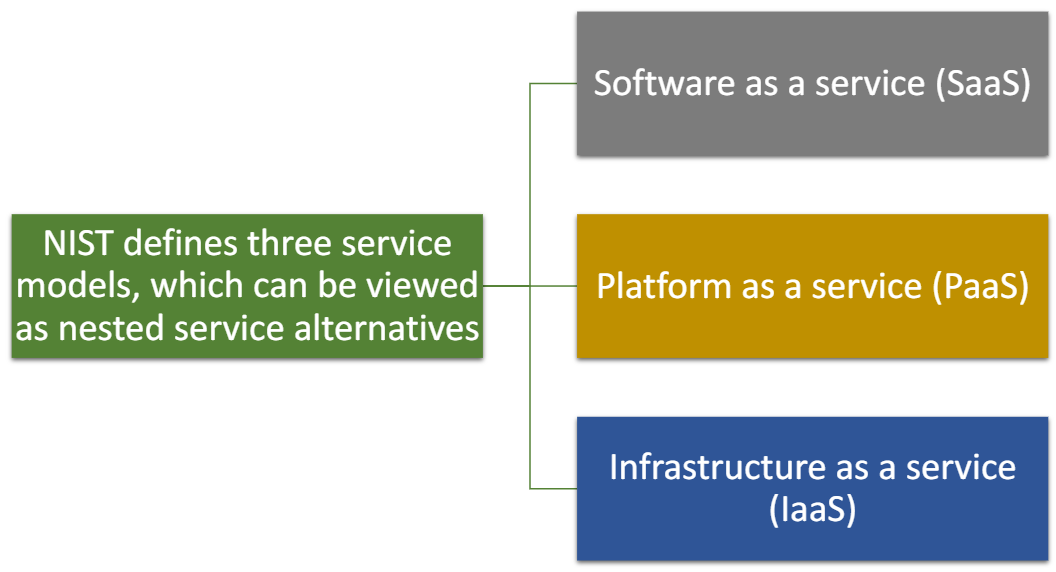 Software as a service (SaaS)
NIST defines three service
models, which can be viewed
as nested service alternatives
Platform as a service (PaaS)
Infrastructure as a service
(IaaS)